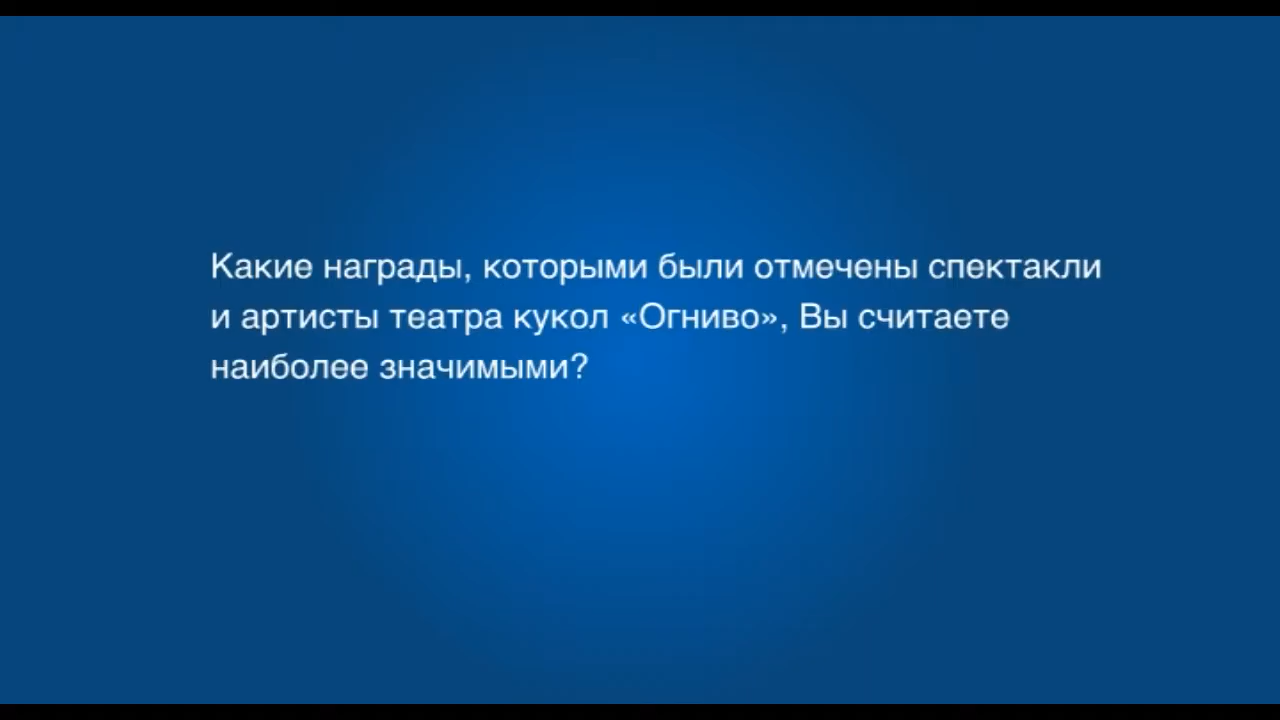 Какие награды, которыми были отмечены спектакли
и артисты театра кукол «Огниво», Вы считаете
наиболее значимыми?